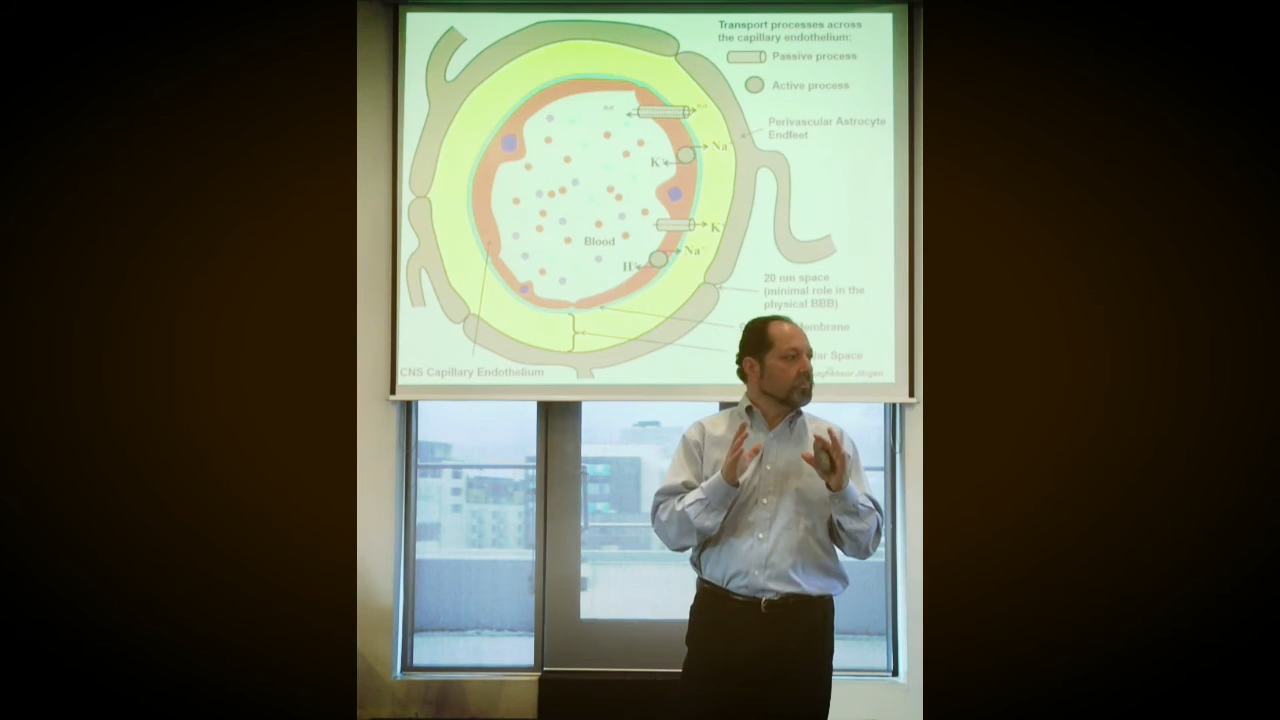 Transport processes across
the capillary endothelium:
Passive process
Active process
Perivascular Astrocyte
Endfeet
Na⁺
K⁺
K⁺
Blood
Na⁺
H⁺
20 nm space
(minimal role in the
physical BBB)
Space
CNS Capillary Endothelium